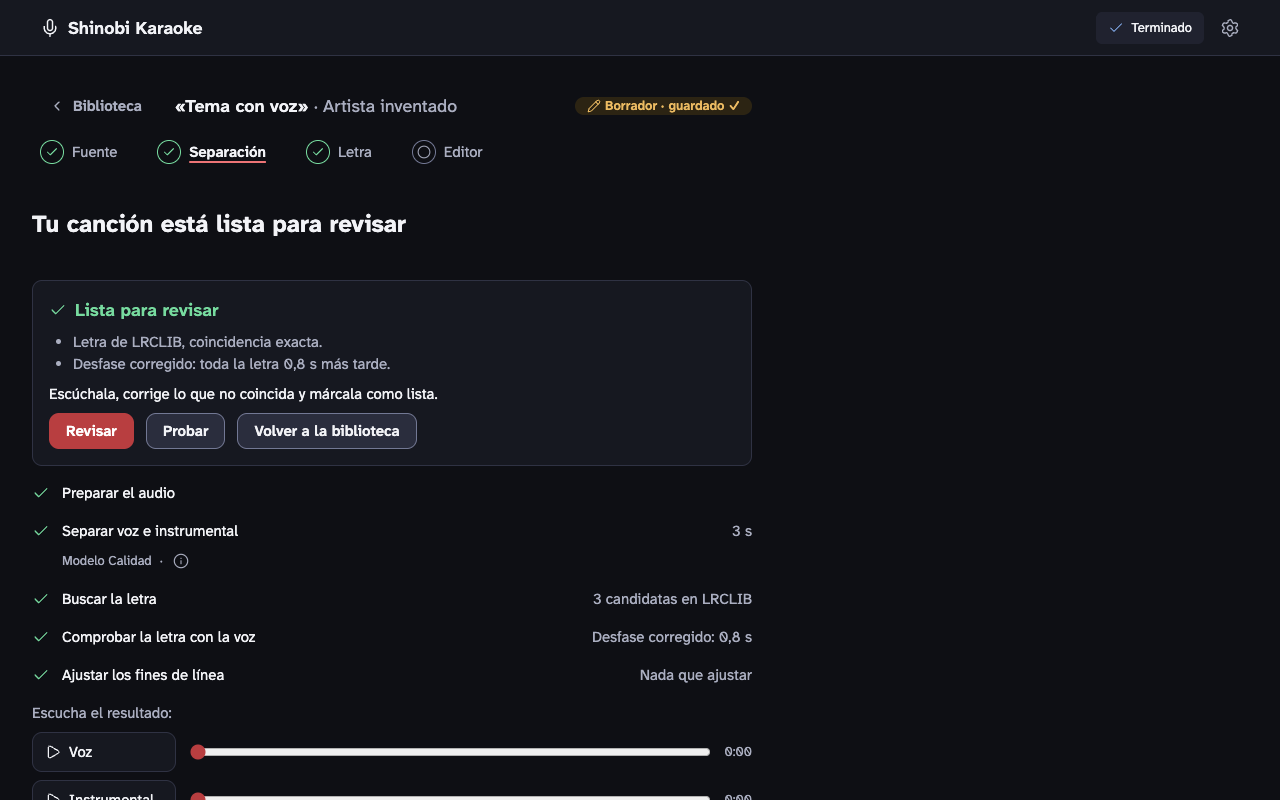 Shinobi Karaoke
Terminado
Biblioteca
«Tema con voz» · Artista inventado
Borrador · guardado ✓
Fuente
Separación
Letra
Editor
Tu canción está lista para revisar
Lista para revisar
• Letra de LRCLIB, coincidencia exacta.
• Desfase corregido: toda la letra 0,8 s más tarde.
Escúchala, corrige lo que no coincida y márcala como lista.
Revisar
Probar
Volver a la biblioteca
Preparar el audio
Separar voz e instrumental 3 s
Modelo Calidad ·
Buscar la letra 3 candidatas en LRCLIB
Comprobar la letra con la voz Desfase corregido: 0,8 s
Ajustar los fines de línea Nada que ajustar
Escucha el resultado:
Voz 0:00
Instrumental 0:00